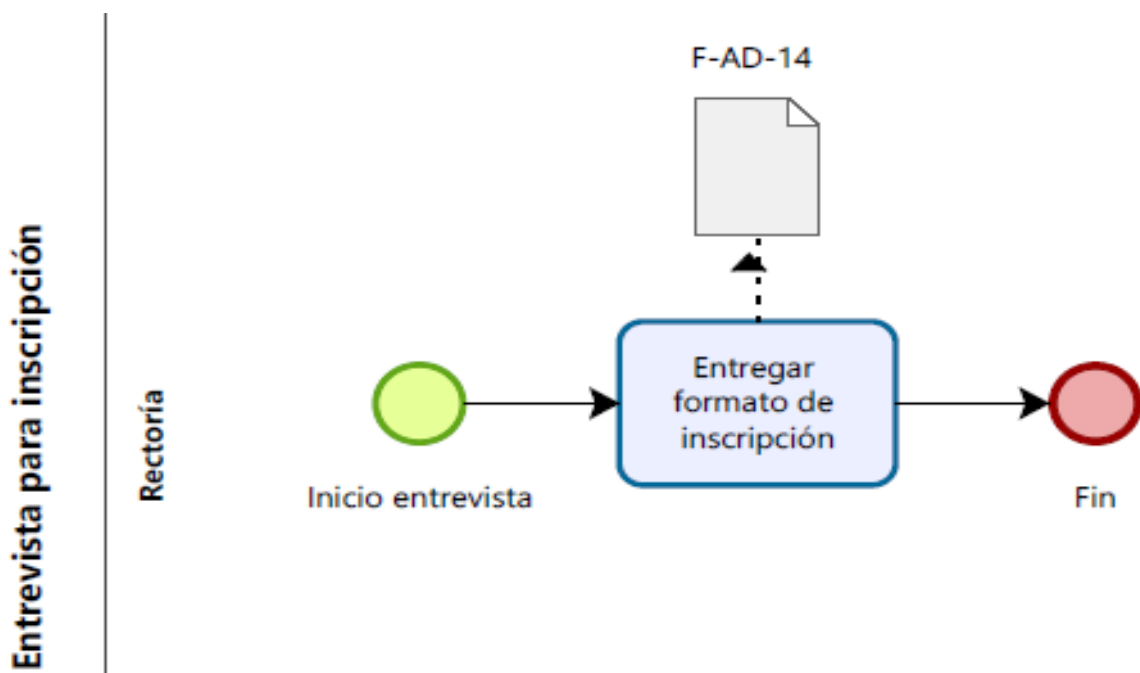 Entrevista para inscripción
Rectoría
F-AD-14
Inicio entrevista
Entregar
formato de
inscripción
Fin